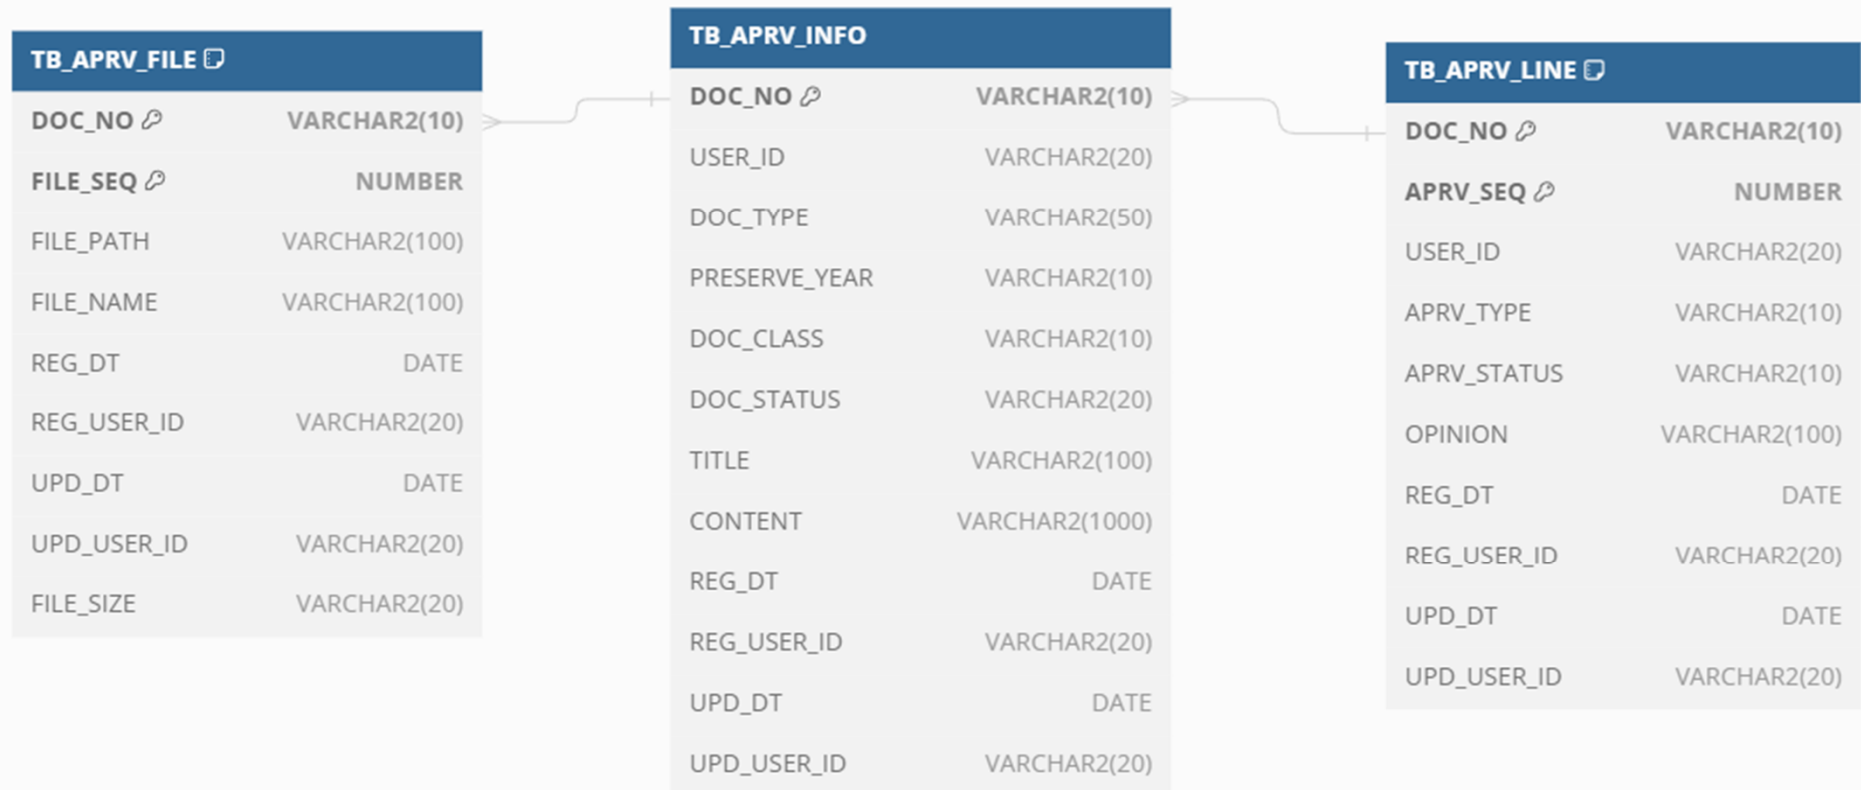 TB_APRV_FILE
DOC_NO VARCHAR2(10)
FILE_SEQ NUMBER
FILE_PATH VARCHAR2(100)
FILE_NAME VARCHAR2(100)
REG_DT DATE
REG_USER_ID VARCHAR2(20)
UPD_DT DATE
UPD_USER_ID VARCHAR2(20)
FILE_SIZE VARCHAR2(20)
TB_APRV_INFO
DOC_NO VARCHAR2(10)
USER_ID VARCHAR2(20)
DOC_TYPE VARCHAR2(50)
PRESERVE_YEAR VARCHAR2(10)
DOC_CLASS VARCHAR2(10)
DOC_STATUS VARCHAR2(20)
TITLE VARCHAR2(100)
CONTENT VARCHAR2(1000)
REG_DT DATE
REG_USER_ID VARCHAR2(20)
UPD_DT DATE
UPD_USER_ID VARCHAR2(20)
TB_APRV_LINE
DOC_NO VARCHAR2(10)
APRV_SEQ NUMBER
USER_ID VARCHAR2(20)
APRV_TYPE VARCHAR2(10)
APRV_STATUS VARCHAR2(10)
OPINION VARCHAR2(100)
REG_DT DATE
REG_USER_ID VARCHAR2(20)
UPD_DT DATE
UPD_USER_ID VARCHAR2(20)